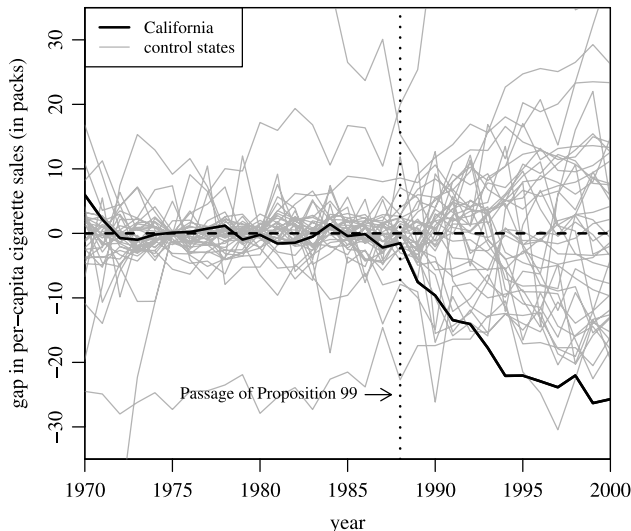 California
control states
gap in per−capita cigarette sales (in packs)
30
20
10
0
−10
−20
−30
Passage of Proposition 99
1970 1975 1980 1985 1990 1995 2000
year